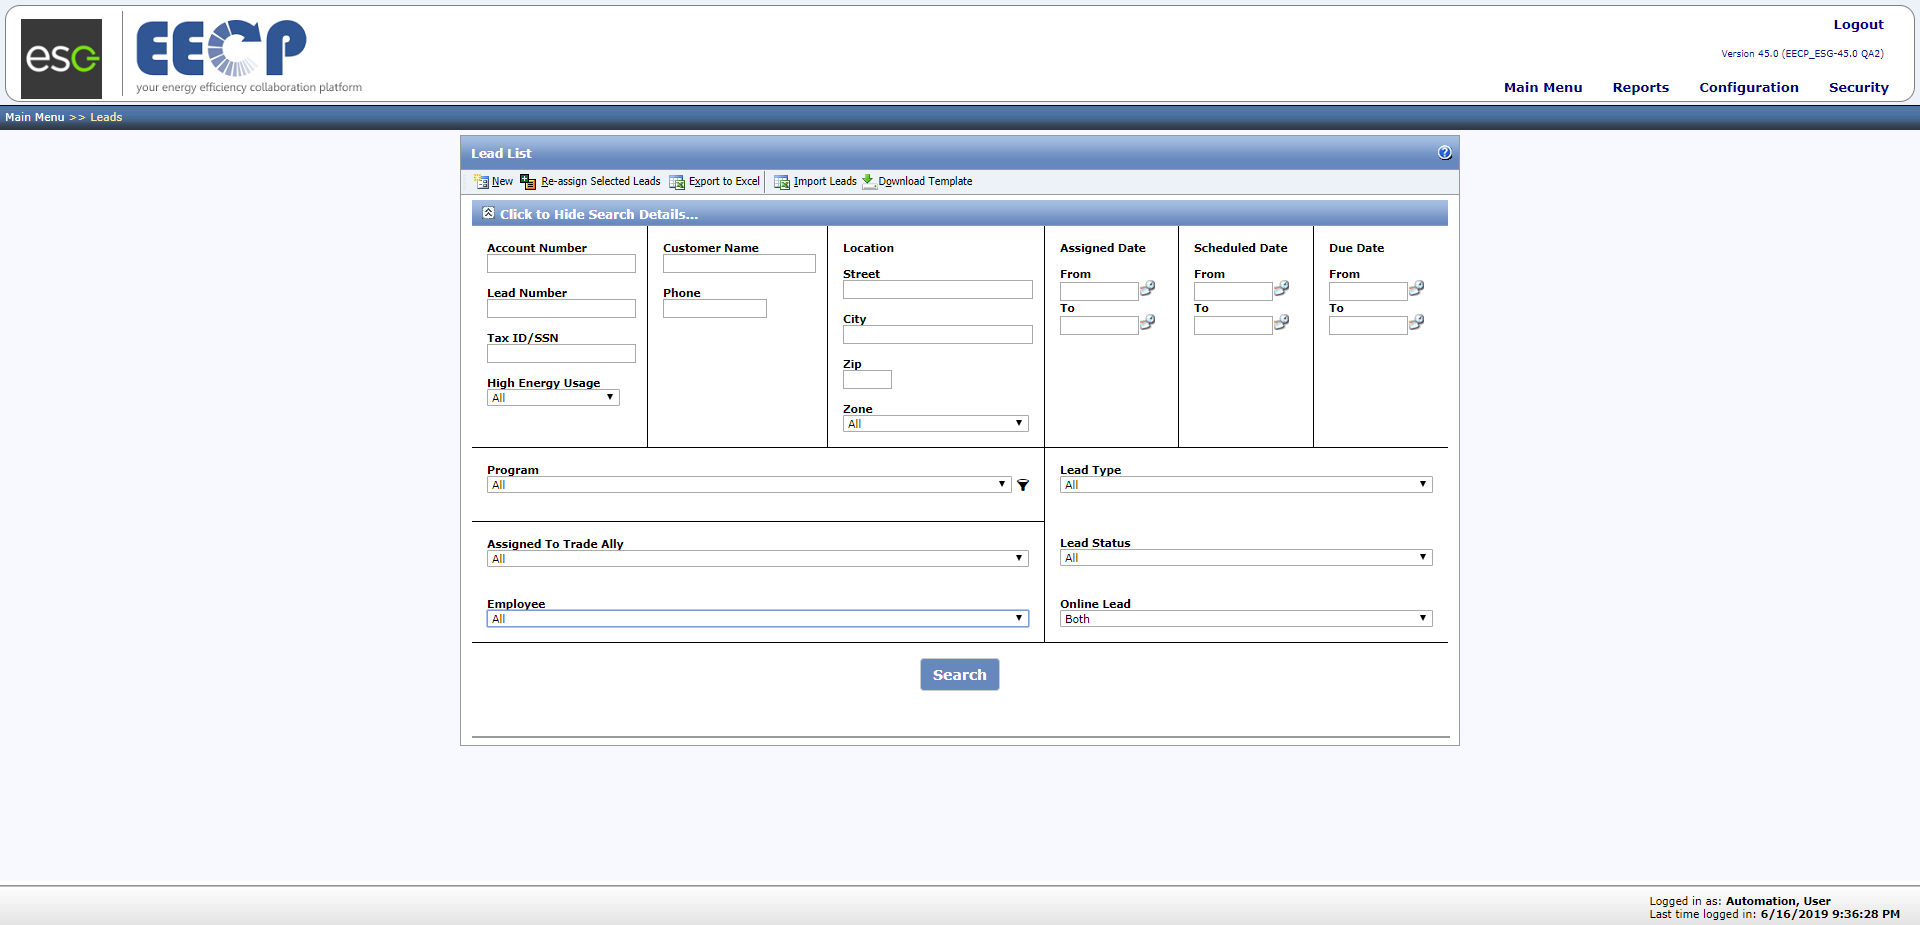 esg
EECP
your energy efficiency collaboration platform
Logout
Version 45.0 (EECP_ESG-45.0 QA2)
Main Menu Reports Configuration Security
Main Menu >> Leads
Lead List
?
New Re-assign Selected Leads Export to Excel Import Leads Download Template
Click to Hide Search Details...
Account Number
Lead Number
Tax ID/SSN
High Energy Usage
All
Customer Name
Phone
Location
Street
City
Zip
Zone
All
Assigned Date
From
To
Scheduled Date
From
To
Due Date
From
To
Program
All
Lead Type
All
Assigned To Trade Ally
All
Lead Status
All
Employee
All
Online Lead
Both
Search
Logged in as: Automation, User
Last time logged in: 6/16/2019 9:36:28 PM